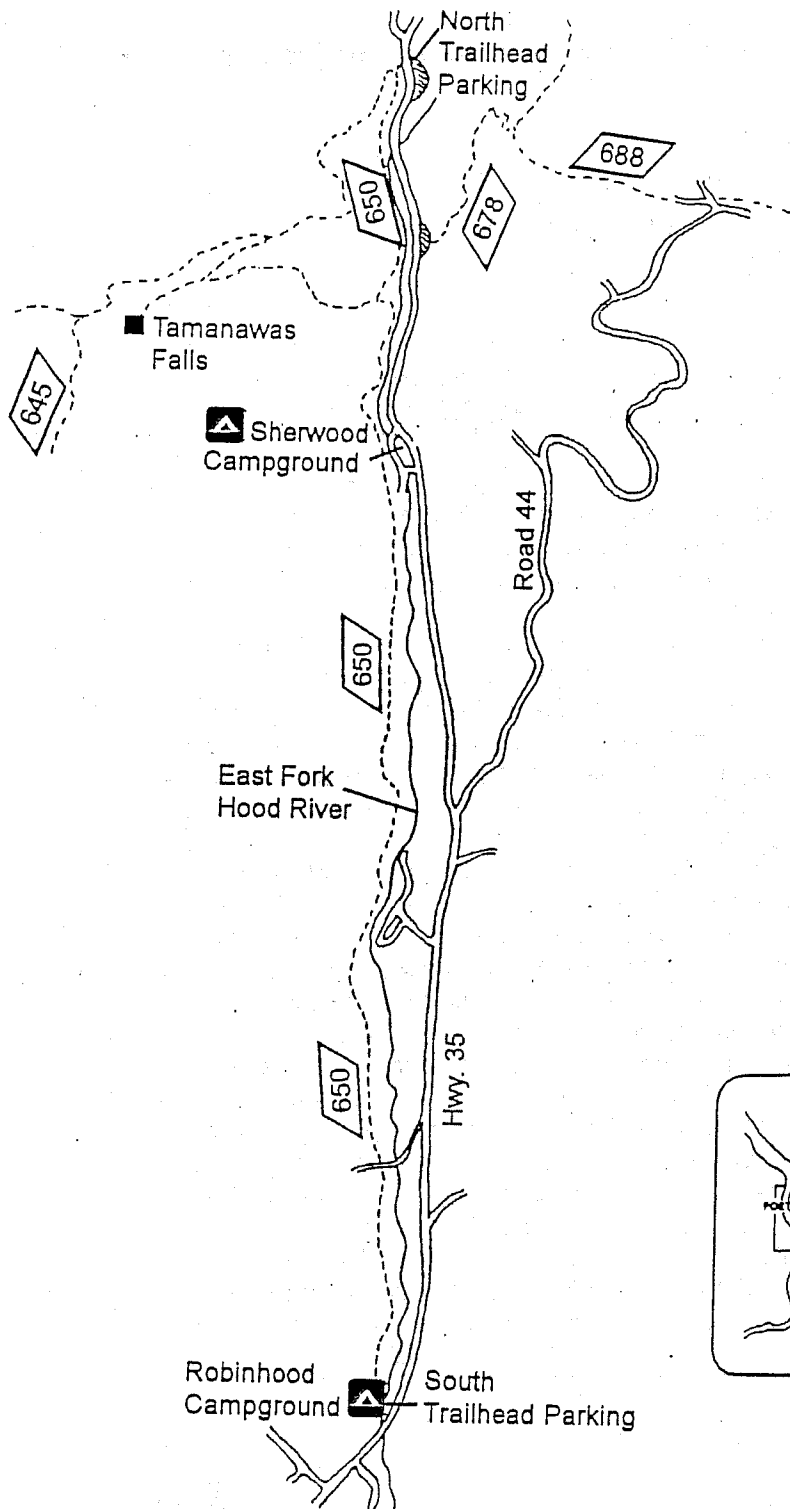 North
Trailhead
Parking
688
650
678
Tamanawas
Falls
645
Sherwood
Campground
Road 44
650
East Fork
Hood River
650
Hwy. 35
Robinhood
Campground
South
Trailhead Parking